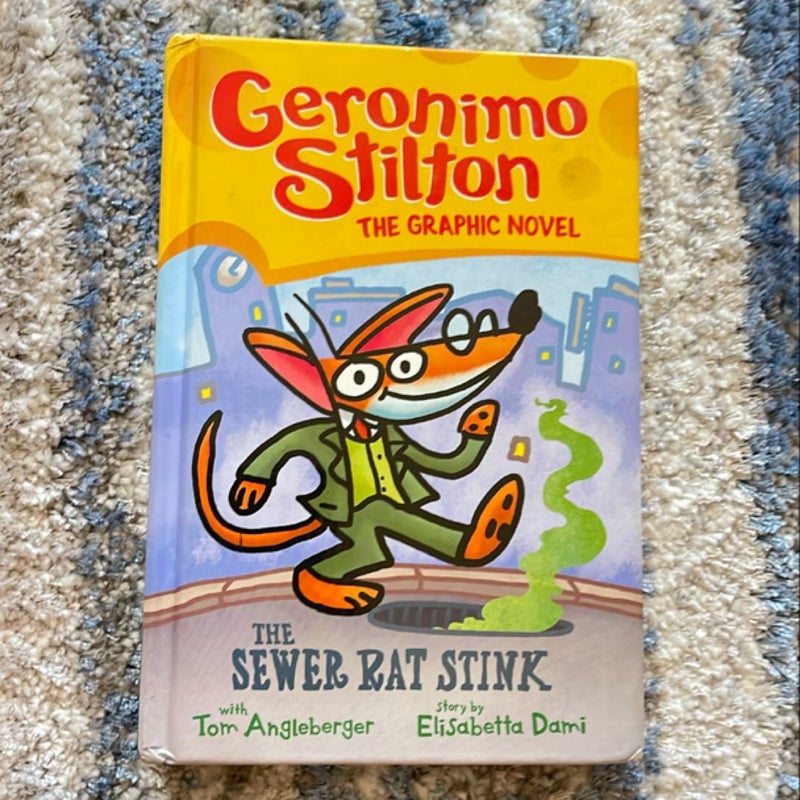 Geronimo
Stilton
THE GRAPHIC NOVEL
THE
SEWER RAT STINK
with
Tom Angleberger
story by
Elisabetta Dami